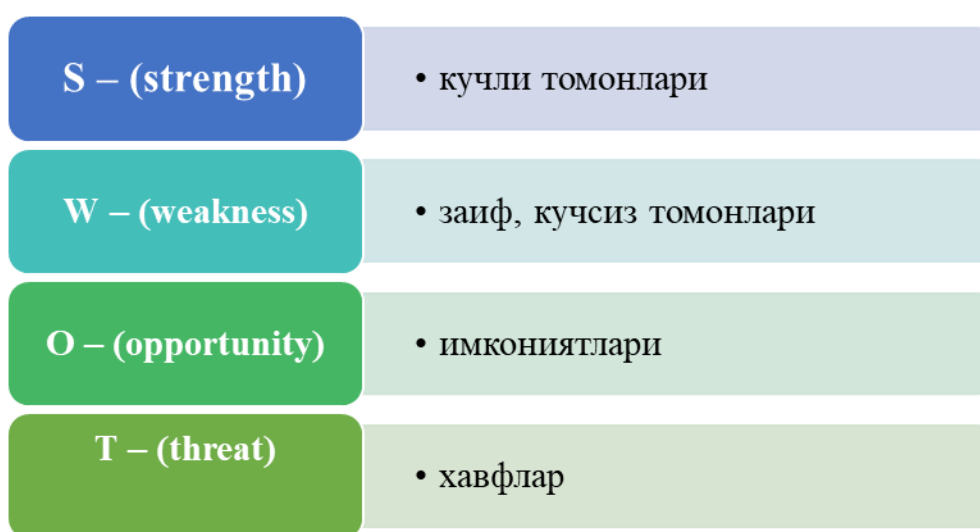 S – (strength)
• кучли томонлари
W – (weakness)
• заиф, кучсиз томонлари
O – (opportunity)
• имкониятлари
T – (threat)
• хавфлар